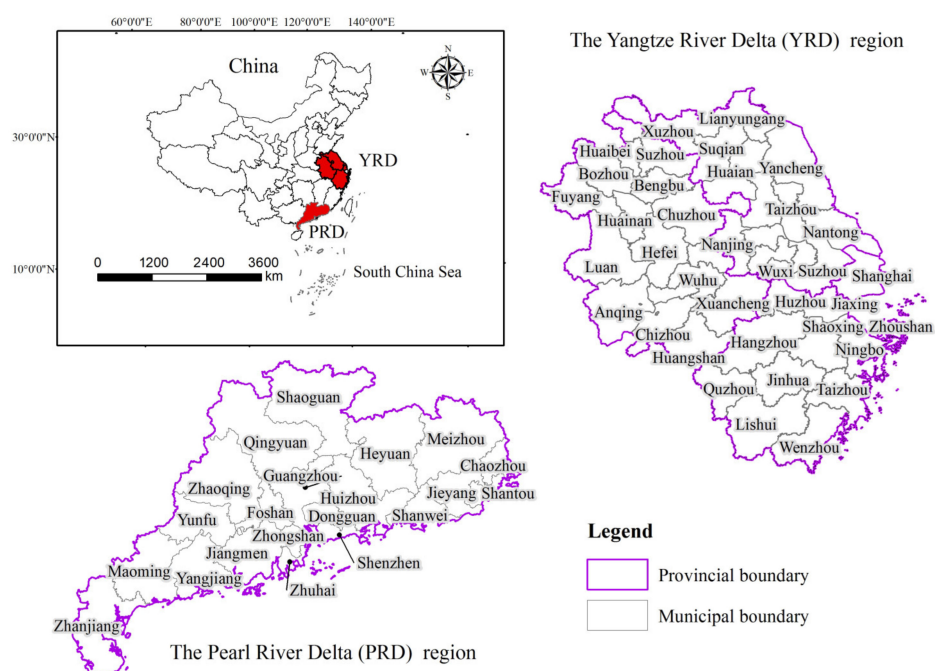 60°0'0"E 80°0'0"E 100°0'0"E 120°0'0"E 140°0'0"E
30°0'0"N
10°0'0"N
China
N
W E
S
YRD
PRD
0 1200 2400 3600
km
South China Sea
The Yangtze River Delta (YRD) region
Lianyungang
Xuzhou
Suqian
Huaibei Suzhou
Bozhou Huaian Yancheng
Bengbu
Fuyang
Huainan Chuzhou Taizhou
Nantong
Hefei Nanjing
Luan Wuxi Suzhou Shanghai
Wuhu
Xuancheng Huzhou Jiaxing
Anqing
Chizhou Hangzhou Shaoxing Zhoushan
Huangshan Ningbo
Quzhou Jinhua Taizhou
Lishui
Wenzhou
Shaoguan
Qingyuan Meizhou
Heyuan
Guangzhou Chaozhou
Zhaoqing Huizhou Jieyang Shantou
Yunfu Foshan Dongguan Shanwei
Zhongshan
Jiangmen Shenzhen
Maoming Yangjiang
Zhuhai
Zhanjiang
The Pearl River Delta (PRD) region
Legend
Provincial boundary
Municipal boundary